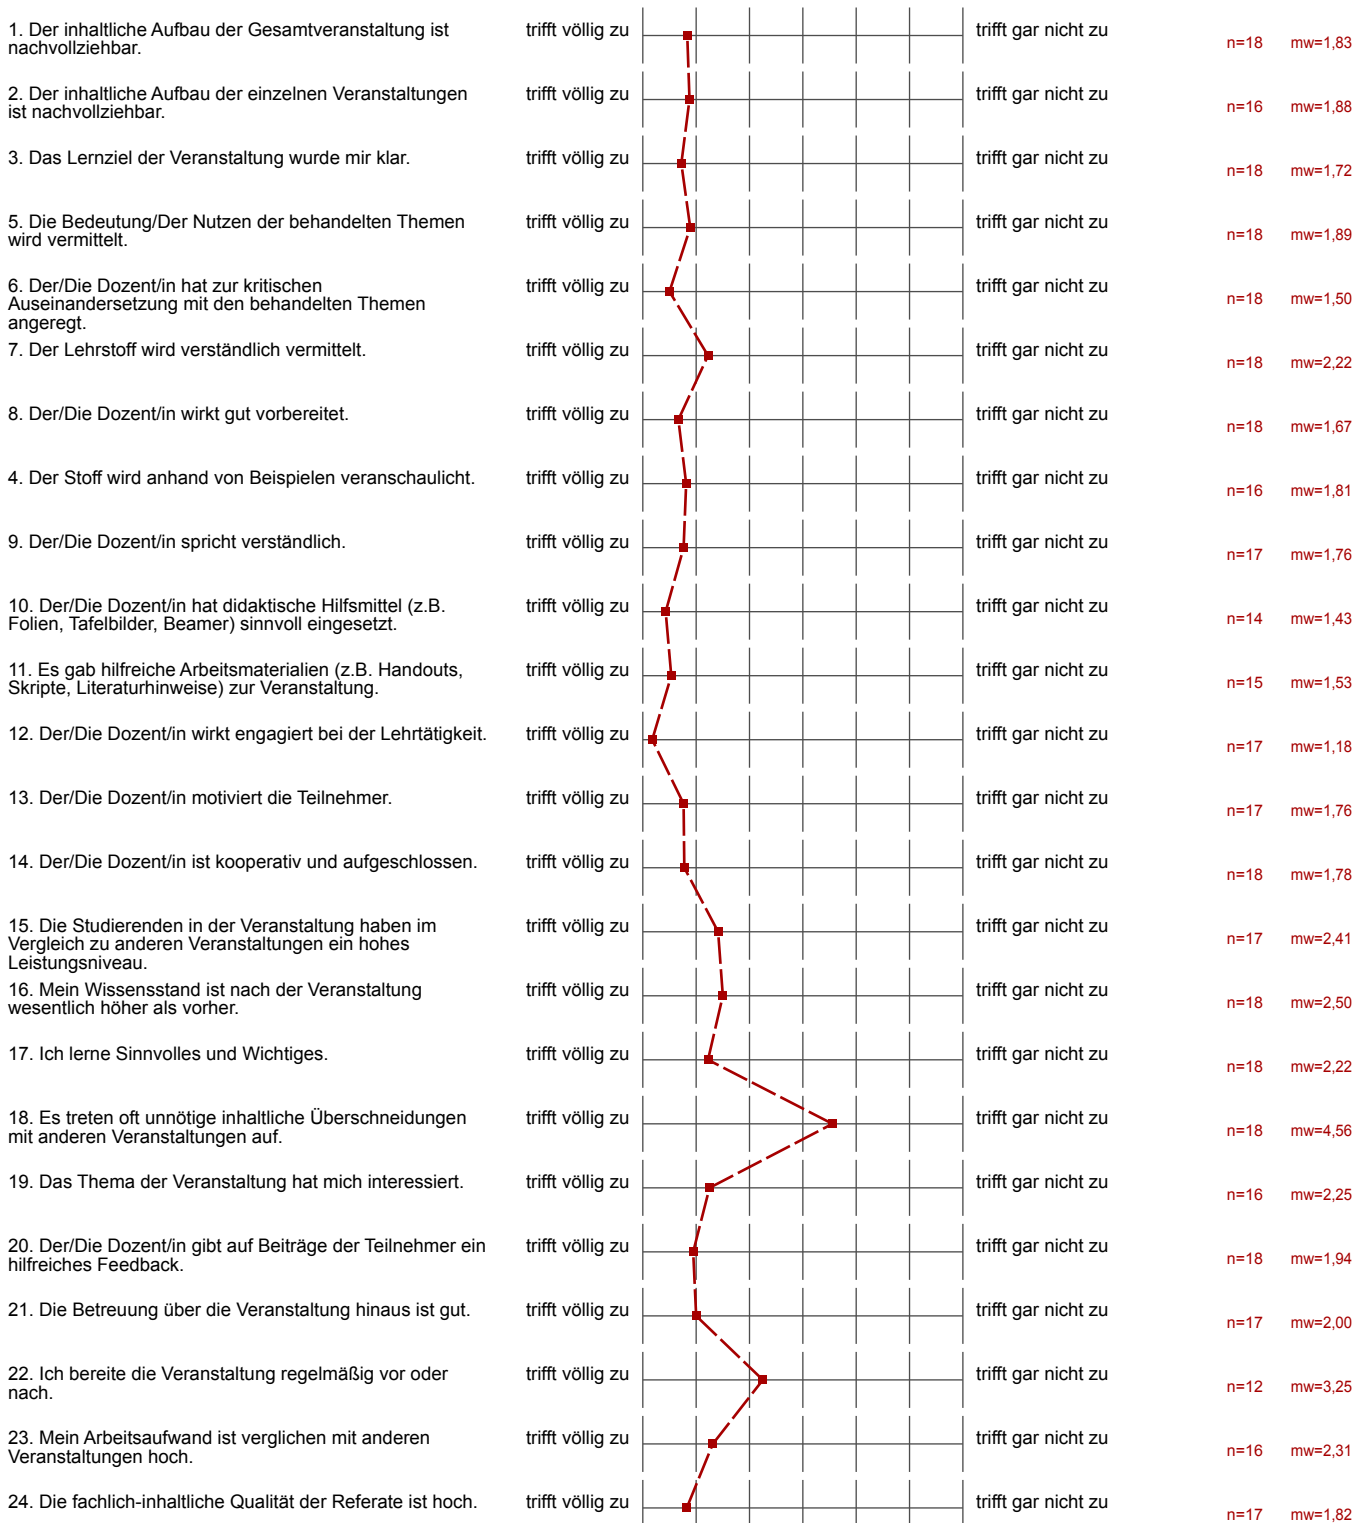 1. Der inhaltliche Aufbau der Gesamtveranstaltung ist trifft völlig zu trifft gar nicht zu
nachvollziehbar. n=18 mw=1,83
2. Der inhaltliche Aufbau der einzelnen Veranstaltungen trifft völlig zu trifft gar nicht zu
ist nachvollziehbar. n=16 mw=1,88
3. Das Lernziel der Veranstaltung wurde mir klar. trifft völlig zu trifft gar nicht zu
n=18 mw=1,72
5. Die Bedeutung/Der Nutzen der behandelten Themen trifft völlig zu trifft gar nicht zu
wird vermittelt. n=18 mw=1,89
6. Der/Die Dozent/in hat zur kritischen trifft völlig zu trifft gar nicht zu
Auseinandersetzung mit den behandelten Themen n=18 mw=1,50
angeregt.
7. Der Lehrstoff wird verständlich vermittelt. trifft völlig zu trifft gar nicht zu
n=18 mw=2,22
8. Der/Die Dozent/in wirkt gut vorbereitet. trifft völlig zu trifft gar nicht zu
n=18 mw=1,67
4. Der Stoff wird anhand von Beispielen veranschaulicht. trifft völlig zu trifft gar nicht zu
n=16 mw=1,81
9. Der/Die Dozent/in spricht verständlich. trifft völlig zu trifft gar nicht zu
n=17 mw=1,76
10. Der/Die Dozent/in hat didaktische Hilfsmittel (z.B. trifft völlig zu trifft gar nicht zu
Folien, Tafelbilder, Beamer) sinnvoll eingesetzt. n=14 mw=1,43
11. Es gab hilfreiche Arbeitsmaterialien (z.B. Handouts, trifft völlig zu trifft gar nicht zu
Skripte, Literaturhinweise) zur Veranstaltung. n=15 mw=1,53
12. Der/Die Dozent/in wirkt engagiert bei der Lehrtätigkeit. trifft völlig zu trifft gar nicht zu
n=17 mw=1,18
13. Der/Die Dozent/in motiviert die Teilnehmer. trifft völlig zu trifft gar nicht zu
n=17 mw=1,76
14. Der/Die Dozent/in ist kooperativ und aufgeschlossen. trifft völlig zu trifft gar nicht zu
n=18 mw=1,78
15. Die Studierenden in der Veranstaltung haben im trifft völlig zu trifft gar nicht zu
Vergleich zu anderen Veranstaltungen ein hohes n=17 mw=2,41
Leistungsniveau.
16. Mein Wissensstand ist nach der Veranstaltung trifft völlig zu trifft gar nicht zu
wesentlich höher als vorher. n=18 mw=2,50
17. Ich lerne Sinnvolles und Wichtiges. trifft völlig zu trifft gar nicht zu
n=18 mw=2,22
18. Es treten oft unnötige inhaltliche Überschneidungen trifft völlig zu trifft gar nicht zu
mit anderen Veranstaltungen auf. n=18 mw=4,56
19. Das Thema der Veranstaltung hat mich interessiert. trifft völlig zu trifft gar nicht zu
n=16 mw=2,25
20. Der/Die Dozent/in gibt auf Beiträge der Teilnehmer ein trifft völlig zu trifft gar nicht zu
hilfreiches Feedback. n=18 mw=1,94
21. Die Betreuung über die Veranstaltung hinaus ist gut. trifft völlig zu trifft gar nicht zu
n=17 mw=2,00
22. Ich bereite die Veranstaltung regelmäßig vor oder trifft völlig zu trifft gar nicht zu
nach. n=12 mw=3,25
23. Mein Arbeitsaufwand ist verglichen mit anderen trifft völlig zu trifft gar nicht zu
Veranstaltungen hoch. n=16 mw=2,31
24. Die fachlich-inhaltliche Qualität der Referate ist hoch. trifft völlig zu trifft gar nicht zu
n=17 mw=1,82